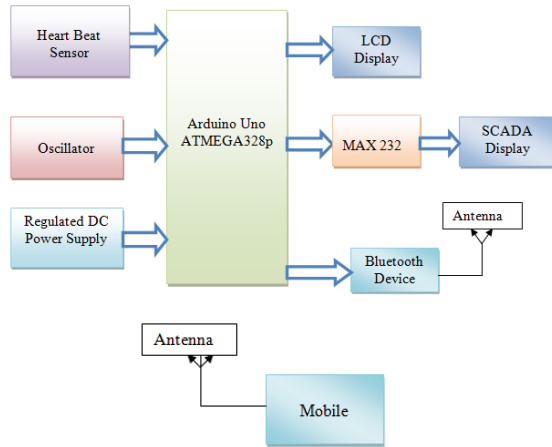 Heart Beat
Sensor
Arduino Uno
ATMEGA328p
LCD
Display
Oscillator
MAX 232
SCADA
Display
Regulated DC
Power Supply
Bluetooth
Device
Antenna
Antenna
Mobile